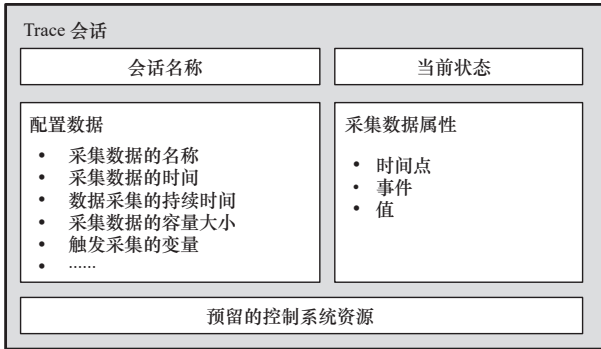 Trace 会话
会话名称
当前状态
配置数据
• 采集数据的名称
• 采集数据的时间
• 数据采集的持续时间
• 采集数据的容量大小
• 触发采集的变量
• ......
采集数据属性
• 时间点
• 事件
• 值
预留的控制系统资源